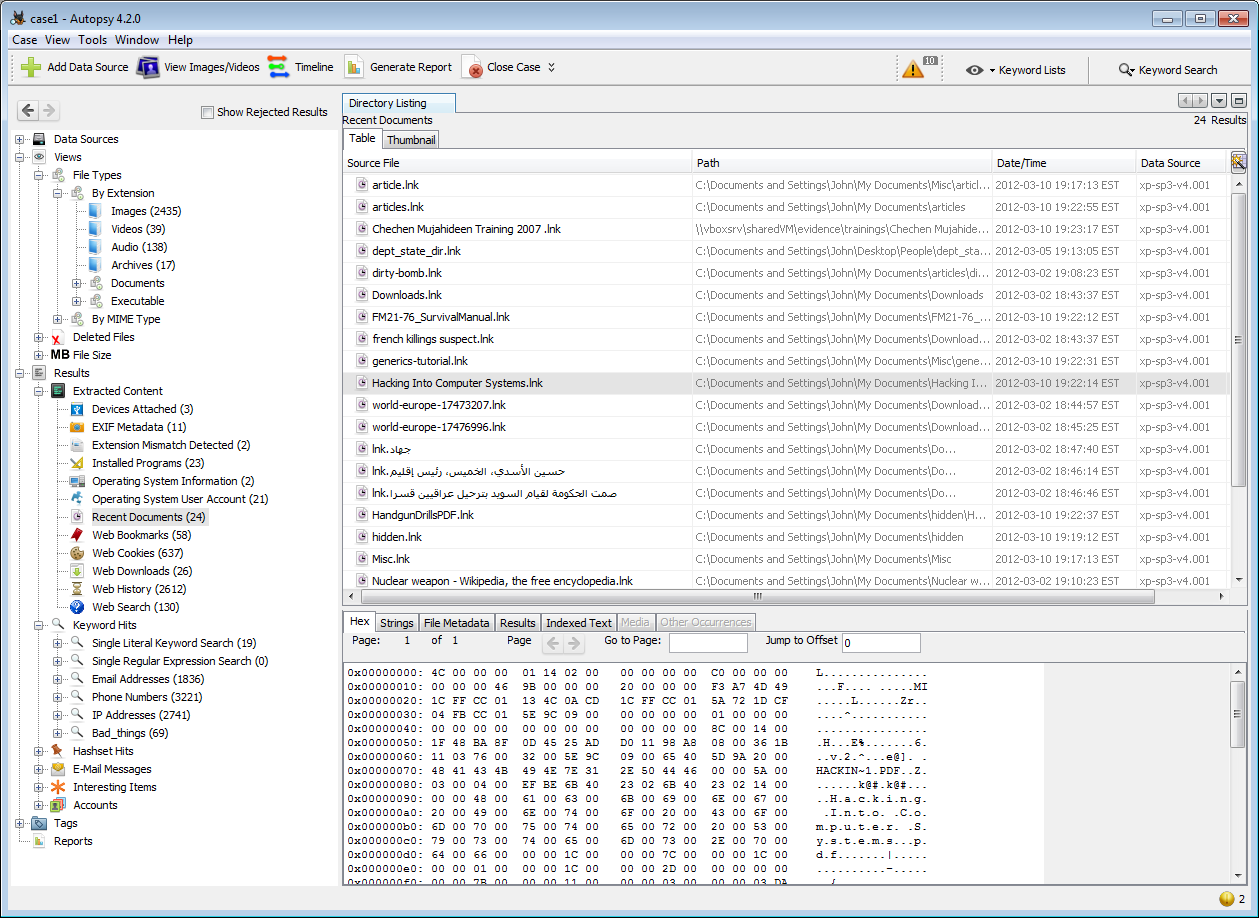 case1 - Autopsy 4.2.0
Case View Tools Window Help
Add Data Source View Images/Videos Timeline Generate Report Close Case 10 Keyword Lists Keyword Search
Show Rejected Results
Data Sources
Views
File Types
By Extension
Images (2435)
Videos (39)
Audio (138)
Archives (17)
Documents
Executable
By MIME Type
Deleted Files
MB File Size
Results
Extracted Content
Devices Attached (3)
EXIF Metadata (11)
Extension Mismatch Detected (2)
Installed Programs (23)
Operating System Information (2)
Operating System User Account (21)
Recent Documents (24)
Web Bookmarks (58)
Web Cookies (637)
Web Downloads (26)
Web History (2612)
Web Search (130)
Keyword Hits
Single Literal Keyword Search (19)
Single Regular Expression Search (0)
Email Addresses (1836)
Phone Numbers (3221)
IP Addresses (2741)
Bad_things (69)
Hashset Hits
E-Mail Messages
Interesting Items
Accounts
Tags
Reports
Directory Listing
Recent Documents 24 Results
Table Thumbnail
Source File Path Date/Time Data Source
article.lnk C:\Documents and Settings\John\My Documents\Misc\articl... 2012-03-10 19:17:13 EST xp-sp3-v4.001
articles.lnk C:\Documents and Settings\John\My Documents\articles 2012-03-10 19:22:55 EST xp-sp3-v4.001
Chechen Mujahideen Training 2007 .lnk \\vboxsrv\sharedVM\evidence\trainings\Chechen Mujahide... 2012-03-10 19:23:17 EST xp-sp3-v4.001
dept_state_dir.lnk C:\Documents and Settings\John\Desktop\People\dept_sta... 2012-03-05 19:13:05 EST xp-sp3-v4.001
dirty-bomb.lnk C:\Documents and Settings\John\My Documents\articles\di... 2012-03-02 19:08:23 EST xp-sp3-v4.001
Downloads.lnk C:\Documents and Settings\John\My Documents\Downloads 2012-03-02 18:43:37 EST xp-sp3-v4.001
FM21-76_SurvivalManual.lnk C:\Documents and Settings\John\My Documents\FM21-76_... 2012-03-10 19:22:12 EST xp-sp3-v4.001
french killings suspect.lnk C:\Documents and Settings\John\My Documents\Download... 2012-03-02 18:43:37 EST xp-sp3-v4.001
generics-tutorial.lnk C:\Documents and Settings\John\My Documents\Misc\gene... 2012-03-10 19:22:31 EST xp-sp3-v4.001
Hacking Into Computer Systems.lnk C:\Documents and Settings\John\My Documents\Hacking I... 2012-03-10 19:22:14 EST xp-sp3-v4.001
world-europe-17473207.lnk C:\Documents and Settings\John\My Documents\Download... 2012-03-02 18:44:57 EST xp-sp3-v4.001
world-europe-17476996.lnk C:\Documents and Settings\John\My Documents\Download... 2012-03-02 18:45:25 EST xp-sp3-v4.001
جهاد.lnk C:\Documents and Settings\John\My Documents\Do... 2012-03-02 18:47:40 EST xp-sp3-v4.001
حسين الأسدي، الخميس، رئيس إقليم.lnk C:\Documents and Settings\John\My Documents\Do... 2012-03-02 18:46:14 EST xp-sp3-v4.001
صمت الحكومة لقيام السويد بترحيل عراقيين قسرا.lnk C:\Documents and Settings\John\My Documents\Do... 2012-03-02 18:46:46 EST xp-sp3-v4.001
HandgunDrillsPDF.lnk C:\Documents and Settings\John\My Documents\hidden\H... 2012-03-10 19:22:37 EST xp-sp3-v4.001
hidden.lnk C:\Documents and Settings\John\My Documents\hidden 2012-03-10 19:19:12 EST xp-sp3-v4.001
Misc.lnk C:\Documents and Settings\John\My Documents\Misc 2012-03-10 19:17:13 EST xp-sp3-v4.001
Nuclear weapon - Wikipedia, the free encyclopedia.lnk C:\Documents and Settings\John\My Documents\Nuclear w... 2012-03-02 19:10:23 EST xp-sp3-v4.001
Hex Strings File Metadata Results Indexed Text Media Other Occurrences
Page: 1 of 1 Page Go to Page: Jump to Offset 0
0x00000000: 4C 00 00 00 01 14 02 00 00 00 00 00 C0 00 00 00 L...............
0x00000010: 00 00 00 46 9B 00 00 00 20 00 00 00 F3 A7 4D 49 ...F.... .....MI
0x00000020: 1C FF CC 01 13 4C 0A CD 1C FF CC 01 5A 72 1D CF .....L......Zr..
0x00000030: 04 FB CC 01 5E 9C 09 00 00 00 00 00 01 00 00 00 ....^...........
0x00000040: 00 00 00 00 00 00 00 00 00 00 00 00 8C 00 14 00 ................
0x00000050: 1F 48 BA 8F 0D 45 25 AD D0 11 98 A8 08 00 36 1B .H...E%.......6.
0x00000060: 11 03 76 00 32 00 5E 9C 09 00 65 40 5D 9A 20 00 ..v.2.^...e@]. .
0x00000070: 48 41 43 4B 49 4E 7E 31 2E 50 44 46 00 00 5A 00 HACKIN~1.PDF..Z.
0x00000080: 03 00 04 00 EF BE 6B 40 23 02 6B 40 23 02 14 00 ......k@#.k@#...
0x00000090: 00 00 48 00 61 00 63 00 6B 00 69 00 6E 00 67 00 ..H.a.c.k.i.n.g.
0x000000a0: 20 00 49 00 6E 00 74 00 6F 00 20 00 43 00 6F 00  .I.n.t.o. .C.o.
0x000000b0: 6D 00 70 00 75 00 74 00 65 00 72 00 20 00 53 00 m.p.u.t.e.r. .S.
0x000000c0: 79 00 73 00 74 00 65 00 6D 00 73 00 2E 00 70 00 y.s.t.e.m.s...p.
0x000000d0: 64 00 66 00 00 00 1C 00 00 00 7C 00 00 00 1C 00 d.f.......|.....
0x000000e0: 00 00 01 00 00 00 1C 00 00 00 2D 00 00 00 00 00 ..........-.....
0x000000f0: 00 00 7B 00 00 00 11 00 00 00 03 00 00 00 03 DA
2